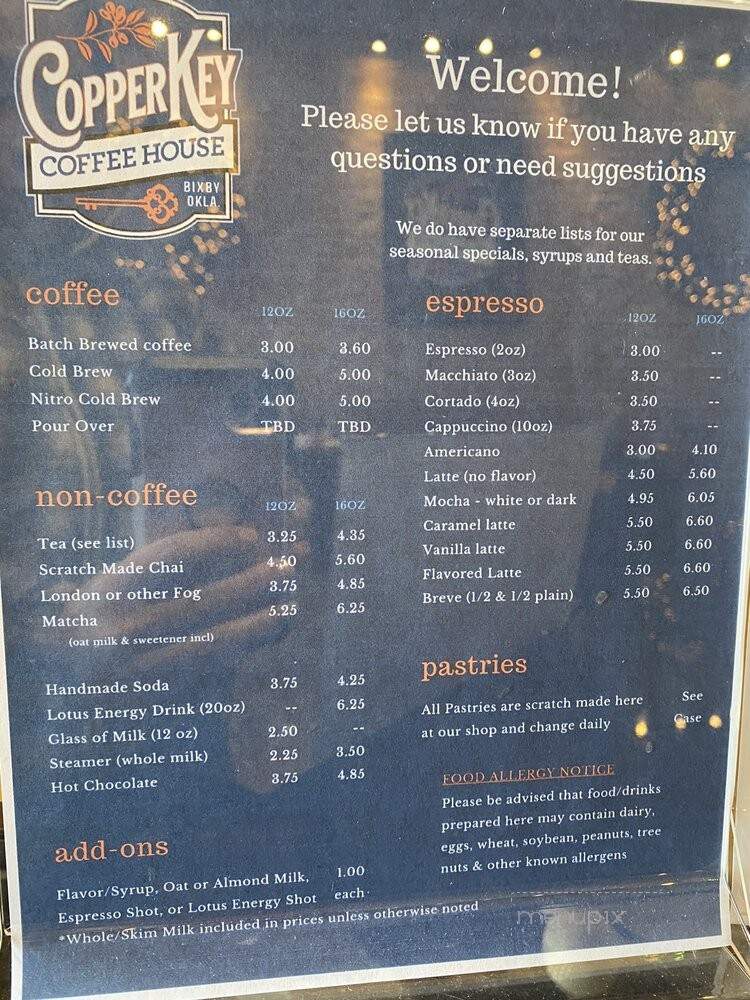 COPPER KEY
COFFEE HOUSE
BIXBY
OKLA.
Welcome!
Please let us know if you have any
questions or need suggestions
We do have separate lists for our
seasonal specials, syrups and teas.
coffee
12OZ 16OZ
Batch Brewed coffee 3.00 3.60
Cold Brew 4.00 5.00
Nitro Cold Brew 4.00 5.00
Pour Over TBD TBD
non-coffee
12OZ 16OZ
Tea (see list) 3.25 4.35
Scratch Made Chai 4.50 5.60
London or other Fog 3.75 4.85
Matcha 5.25 6.25
(oat milk & sweetener incl)
Handmade Soda 3.75 4.25
Lotus Energy Drink (20oz) -- 6.25
Glass of Milk (12 oz) 2.50 --
Steamer (whole milk) 2.25 3.50
Hot Chocolate 3.75 4.85
add-ons
Flavor/Syrup, Oat or Almond Milk, 1.00
Espresso Shot, or Lotus Energy Shot each
*Whole/Skim Milk included in prices unless otherwise noted
espresso
12OZ 16OZ
Espresso (2oz) 3.00 --
Macchiato (3oz) 3.50 --
Cortado (4oz) 3.50 --
Cappuccino (10oz) 3.75 --
Americano 3.00 4.10
Latte (no flavor) 4.50 5.60
Mocha - white or dark 4.95 6.05
Caramel latte 5.50 6.60
Vanilla latte 5.50 6.60
Flavored Latte 5.50 6.60
Breve (1/2 & 1/2 plain) 5.50 6.50
pastries
All Pastries are scratch made here See
at our shop and change daily Case
FOOD ALLERGY NOTICE
Please be advised that food/drinks
prepared here may contain dairy,
eggs, wheat, soybean, peanuts, tree
nuts & other known allergens
menupix